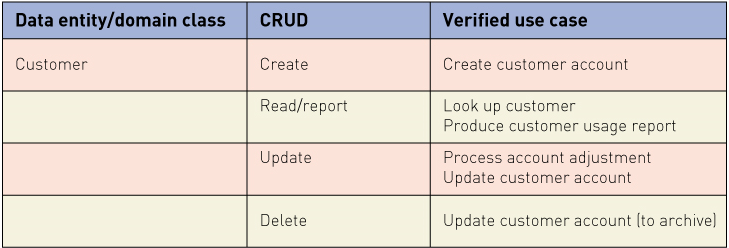 Data entity/domain class CRUD Verified use case
Customer Create Create customer account
Read/report Look up customer
Produce customer usage report
Update Process account adjustment
Update customer account
Delete Update customer account (to archive)